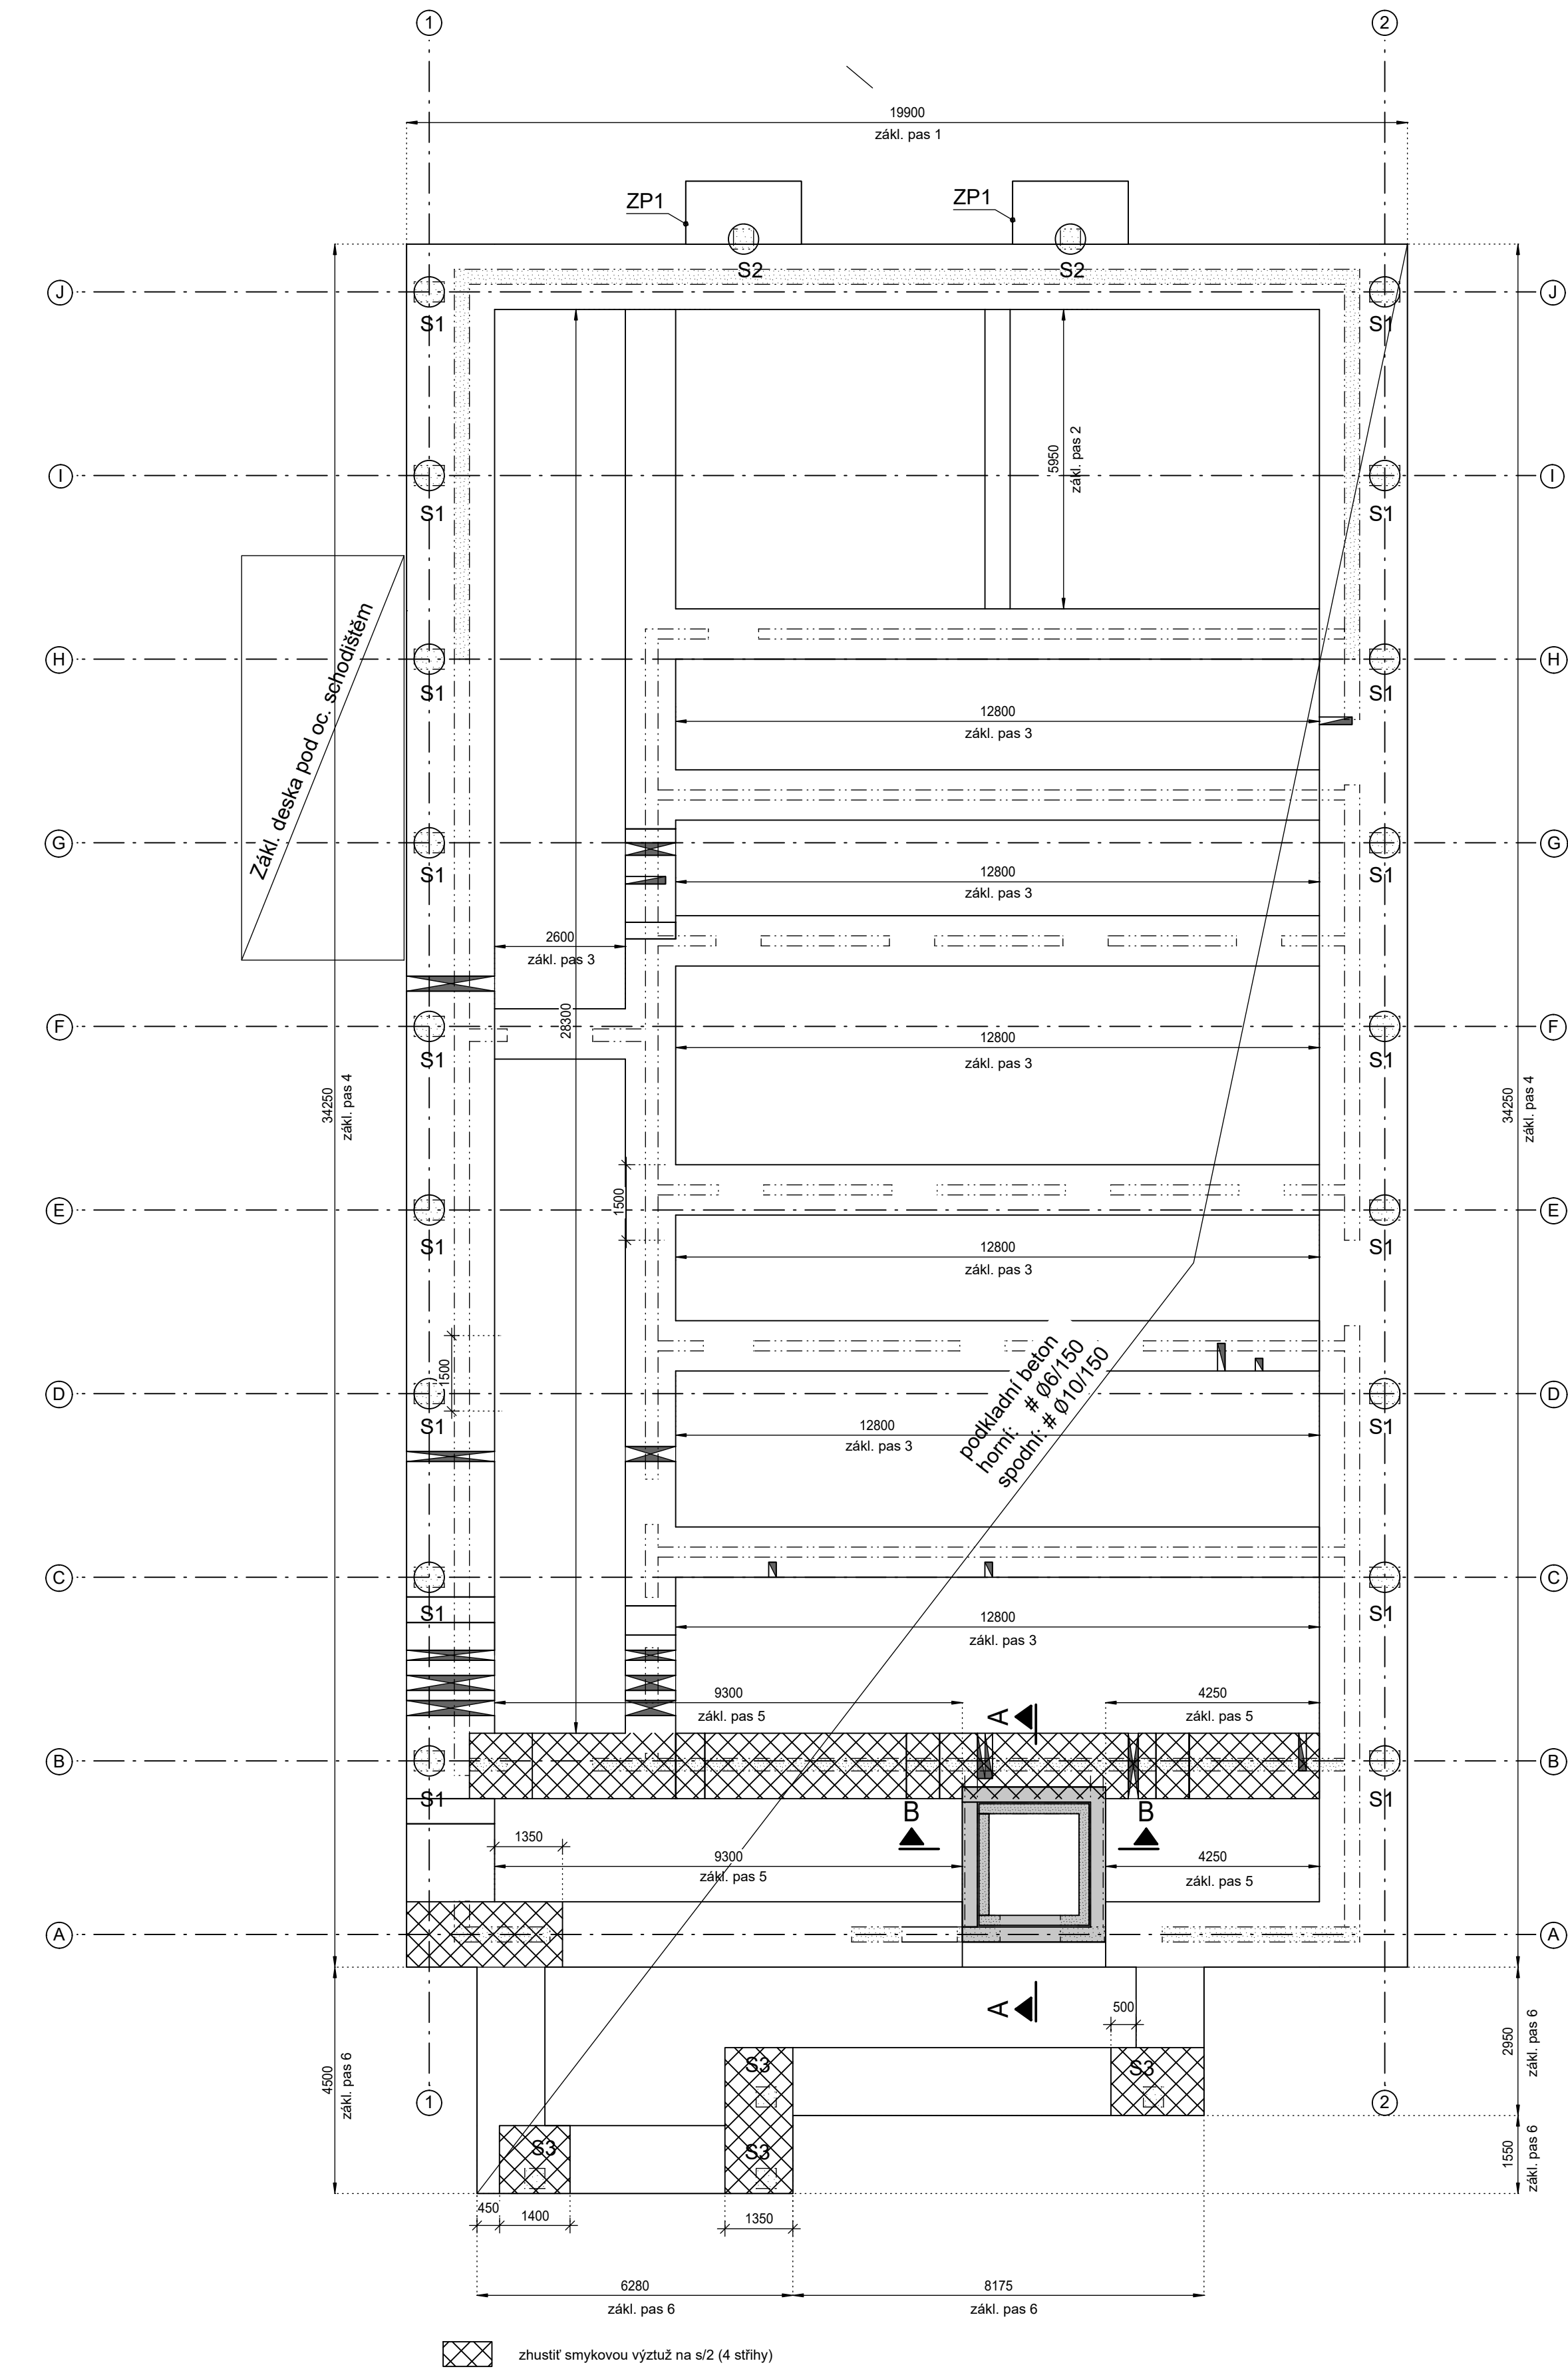 1
2
19900
zákl. pas 1
ZP1
ZP1
S2
S2
J
J
S1
S1
5950
zákl. pas 2
I
I
S1
S1
Zákl. deska pod oc. schodištěm
H
H
S1
S1
12800
zákl. pas 3
G
G
S1
S1
12800
zákl. pas 3
2600
zákl. pas 3
28300
F
F
S1
S1
12800
zákl. pas 3
34250
zákl. pas 4
34250
zákl. pas 4
E
E
1500
S1
S1
12800
zákl. pas 3
1500
podkladní beton
horní: # Ø6/150
spodní: # Ø10/150
D
D
S1
S1
12800
zákl. pas 3
C
C
S1
S1
12800
zákl. pas 3
9300
zákl. pas 5
4250
zákl. pas 5
A
B
B
S1
S1
B
B
1350
9300
zákl. pas 5
4250
zákl. pas 5
A
A
A
500
4500
zákl. pas 6
2950
zákl. pas 6
S3
S3
1
2
S3
S3
1550
zákl. pas 6
450
1400
1350
6280
zákl. pas 6
8175
zákl. pas 6
zhustiť smykovou výztuž na s/2 (4 střihy)